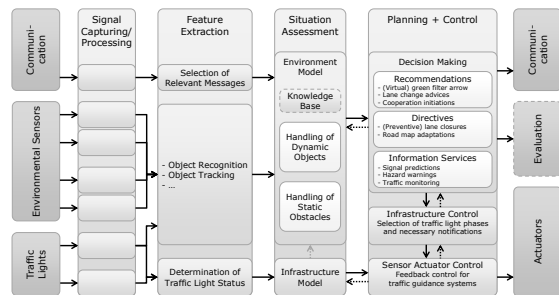 Communi-
cation
Environmental Sensors
Traffic
Lights
Signal
Capturing/
Processing
Feature
Extraction
Selection of
Relevant Messages
- Object Recognition
- Object Tracking
- ...
Determination of
Traffic Light Status
Situation
Assessment
Environment
Model
Knowledge
Base
Handling of
Dynamic
Objects
Handling of
Static
Obstacles
Infrastructure
Model
Planning + Control
Decision Making
Recommendations
- (Virtual) green filter arrow
- Lane change advices
- Cooperation initiations
Directives
- (Preventive) lane closures
- Road map adaptations
Information Services
- Signal predictions
- Hazard warnings
- Traffic monitoring
Infrastructure Control
Selection of traffic light phases
and necessary notifications
Sensor Actuator Control
Feedback control for
traffic guidance systems
Communi-
cation
Evaluation
Actuators